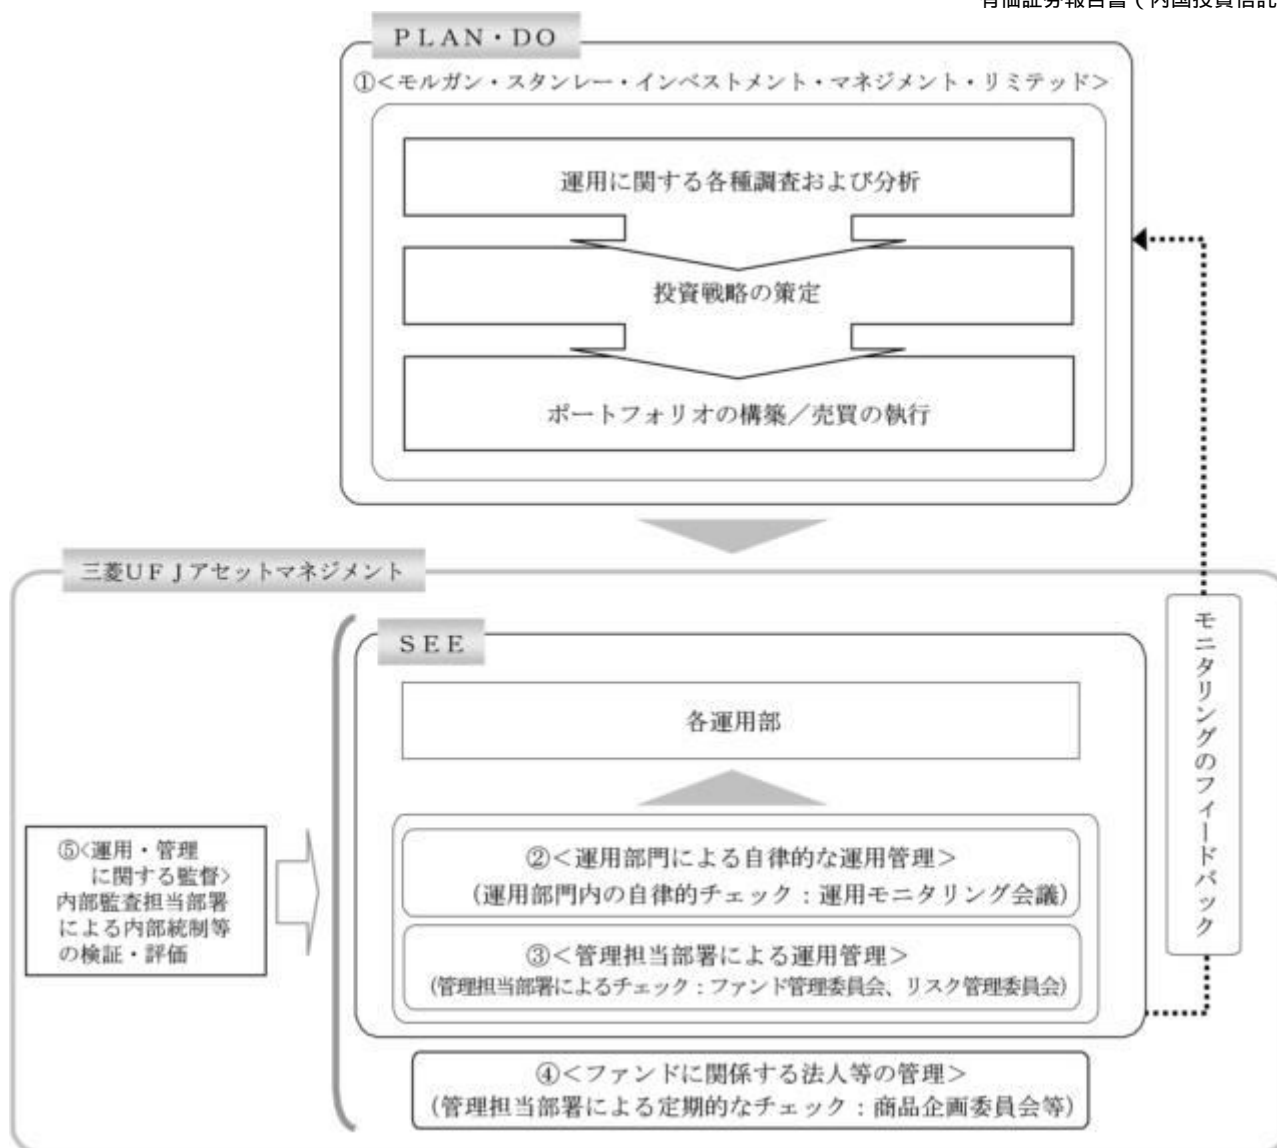 有価証券報告書（内国投資信託
PLAN・DO
①<モルガン・スタンレー・インベストメント・マネジメント・リミテッド>
運用に関する各種調査および分析
投資戦略の策定
ポートフォリオの構築／売買の執行
三菱UFJアセットマネジメント
SEE
各運用部
モニタリングのフィードバック
②<運用部門による自律的な運用管理>
(運用部門内の自律的チェック：運用モニタリング会議)
③<管理担当部署による運用管理>
(管理担当部署によるチェック：ファンド管理委員会、リスク管理委員会)
⑤<運用・管理
に関する監督>
内部監査担当部署
による内部統制等
の検証・評価
④<ファンドに関係する法人等の管理>
(管理担当部署による定期的なチェック：商品企画委員会等)